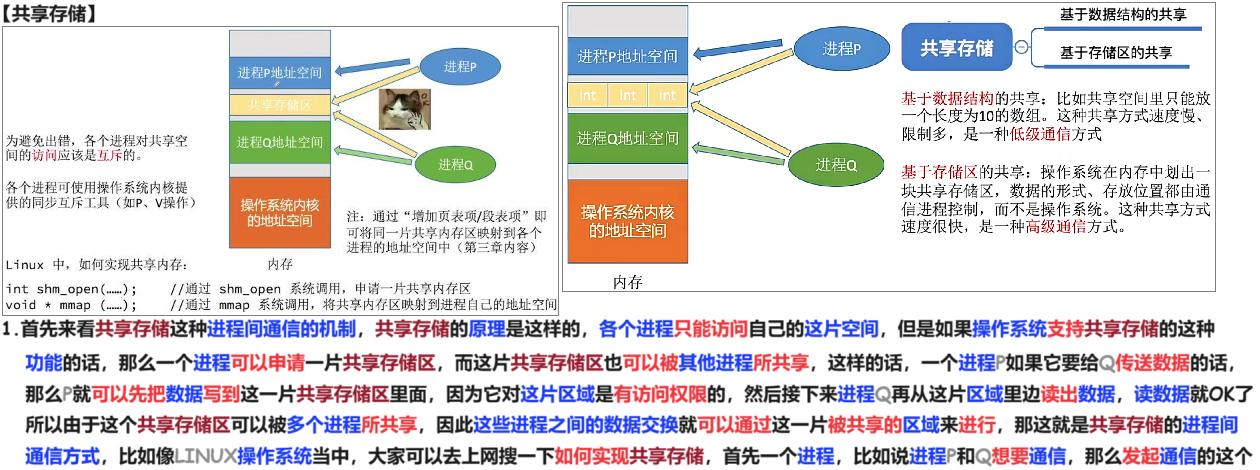 【共享存储】
进程P地址空间
共享存储区
进程Q地址空间
操作系统内核
的地址空间
内存
进程P
进程Q
为避免出错，各个进程对共享空
间的访问应该是互斥的。
各个进程可使用操作系统内核提
供的同步互斥工具（如P、V操作）
注：通过“增加页表项/段表项”即
可将同一片共享内存区映射到各个
进程的地址空间中（第三章内容）
Linux 中，如何实现共享内存：
int shm_open(……);    //通过 shm_open 系统调用，申请一片共享内存区
void * mmap (……);    //通过 mmap 系统调用，将共享内存区映射到进程自己的地址空间
进程P地址空间
int int int
进程Q地址空间
操作系统内核
的地址空间
内存
进程P
进程Q
共享存储
基于数据结构的共享
基于存储区的共享
基于数据结构的共享：比如共享空间里只能放
一个长度为10的数组。这种共享方式速度慢、
限制多，是一种低级通信方式
基于存储区的共享：操作系统在内存中划出一
块共享存储区，数据的形式、存放位置都由通
信进程控制，而不是操作系统。这种共享方式
速度很快，是一种高级通信方式。
1.首先来看共享存储这种进程间通信的机制，共享存储的原理是这样的，各个进程只能访问自己的这片空间，但是如果操作系统支持共享存储的这种
功能的话，那么一个进程可以申请一片共享存储区，而这片共享存储区也可以被其他进程所共享，这样的话，一个进程P如果它要给Q传送数据的话，
那么P就可以先把数据写到这一片共享存储区里面，因为它对这片区域是有访问权限的，然后接下来进程Q再从这片区域里边读出数据，读数据就OK了
所以由于这个共享存储区可以被多个进程所共享，因此这些进程之间的数据交换就可以通过这一片被共享的区域来进行，那这就是共享存储的进程间
通信方式，比如像LINUX操作系统当中，大家可以去上网搜一下如何实现共享存储，首先一个进程，比如说进程P和Q想要通信，那么发起通信的这个